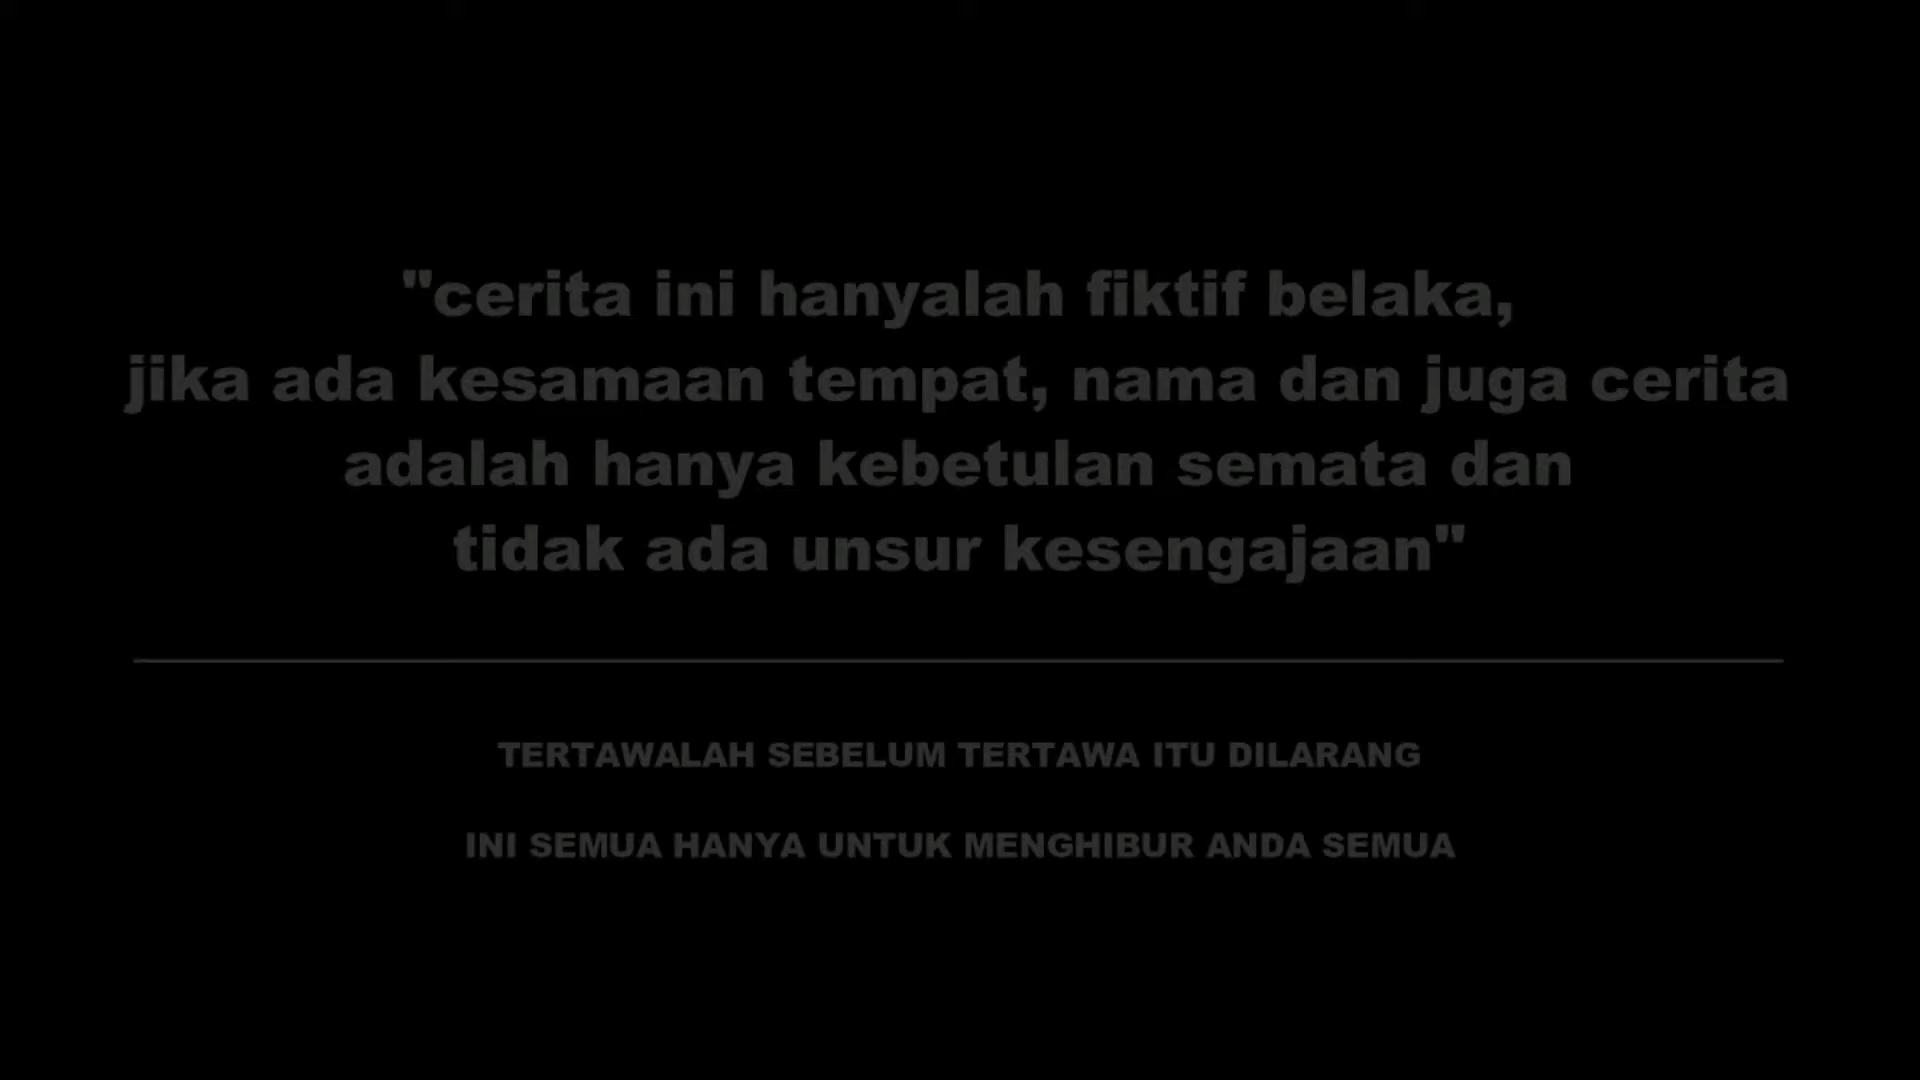 "cerita ini hanyalah fiktif belaka,
jika ada kesamaan tempat, nama dan juga cerita
adalah hanya kebetulan semata dan
tidak ada unsur kesengajaan"
TERTAWALAH SEBELUM TERTAWA ITU DILARANG
INI SEMUA HANYA UNTUK MENGHIBUR ANDA SEMUA